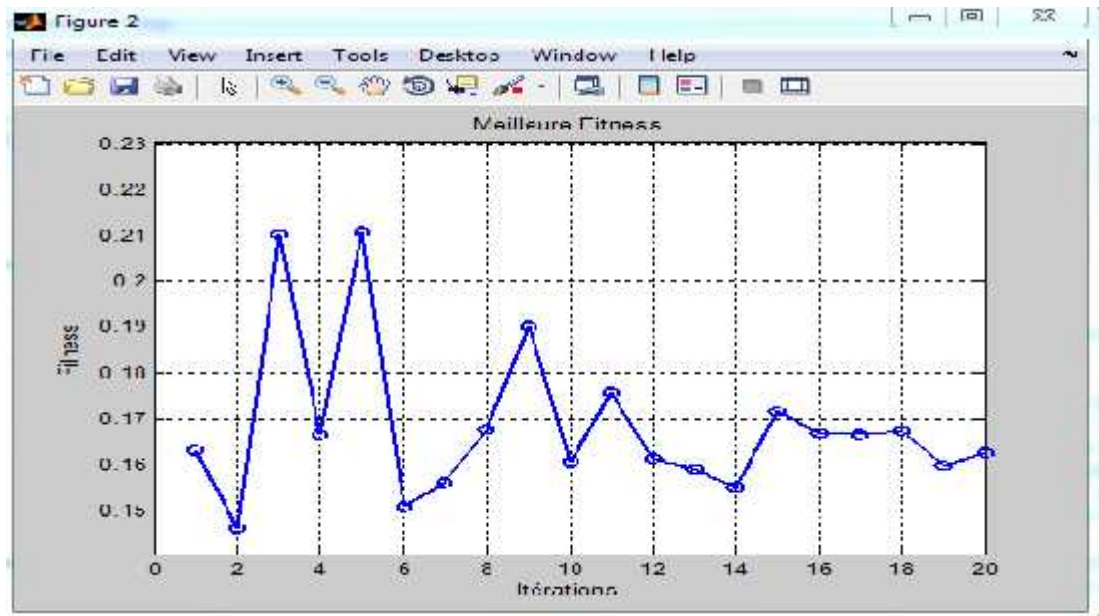 Figure 2
File Edit View Insert Tools Desktop Window Help
Meilleure Fitness
0.23
0.22
0.21
0.2
0.19
0.18
0.17
0.16
0.15
Fitness
0 2 4 6 8 10 12 14 16 18 20
Itérations